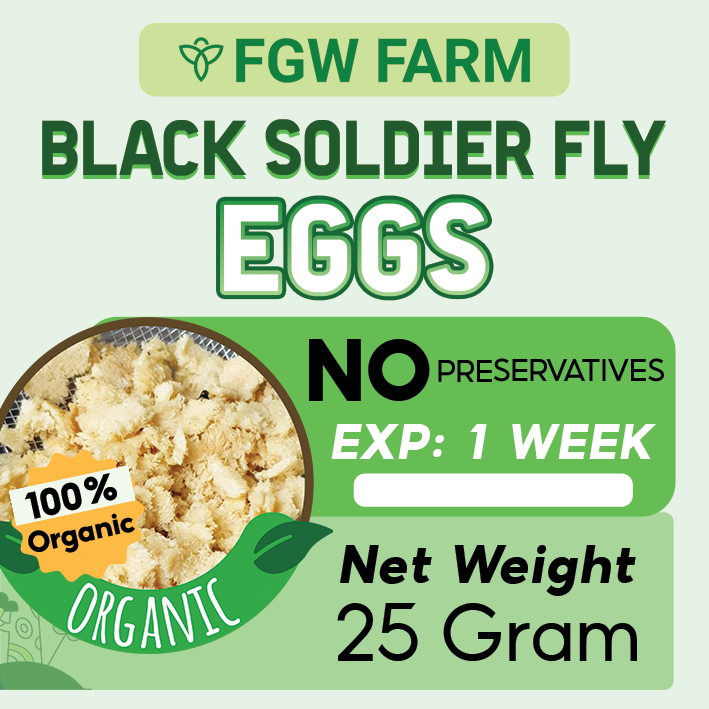 FGW FARM
BLACK SOLDIER FLY
EGGS
NO PRESERVATIVES
EXP: 1 WEEK
100%
Organic
ORGANIC
Net Weight
25 Gram